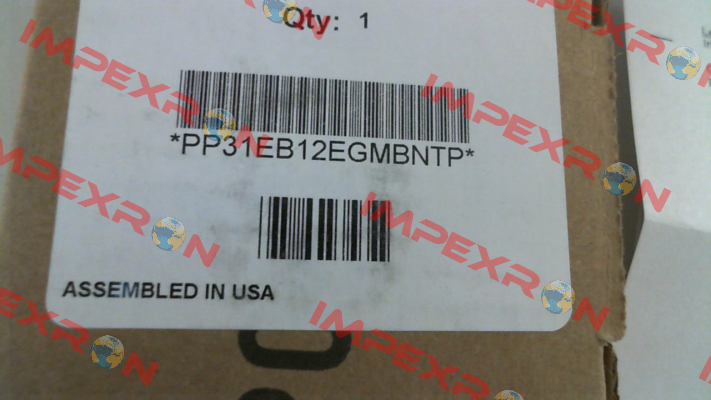 Qty: 1
*PP31EB12EGMBNTP*
ASSEMBLED IN USA
IMPEXRON
IMPEXRON
IMPEXRON
IMPEXRON
IMPEXRON
IMPEXRON